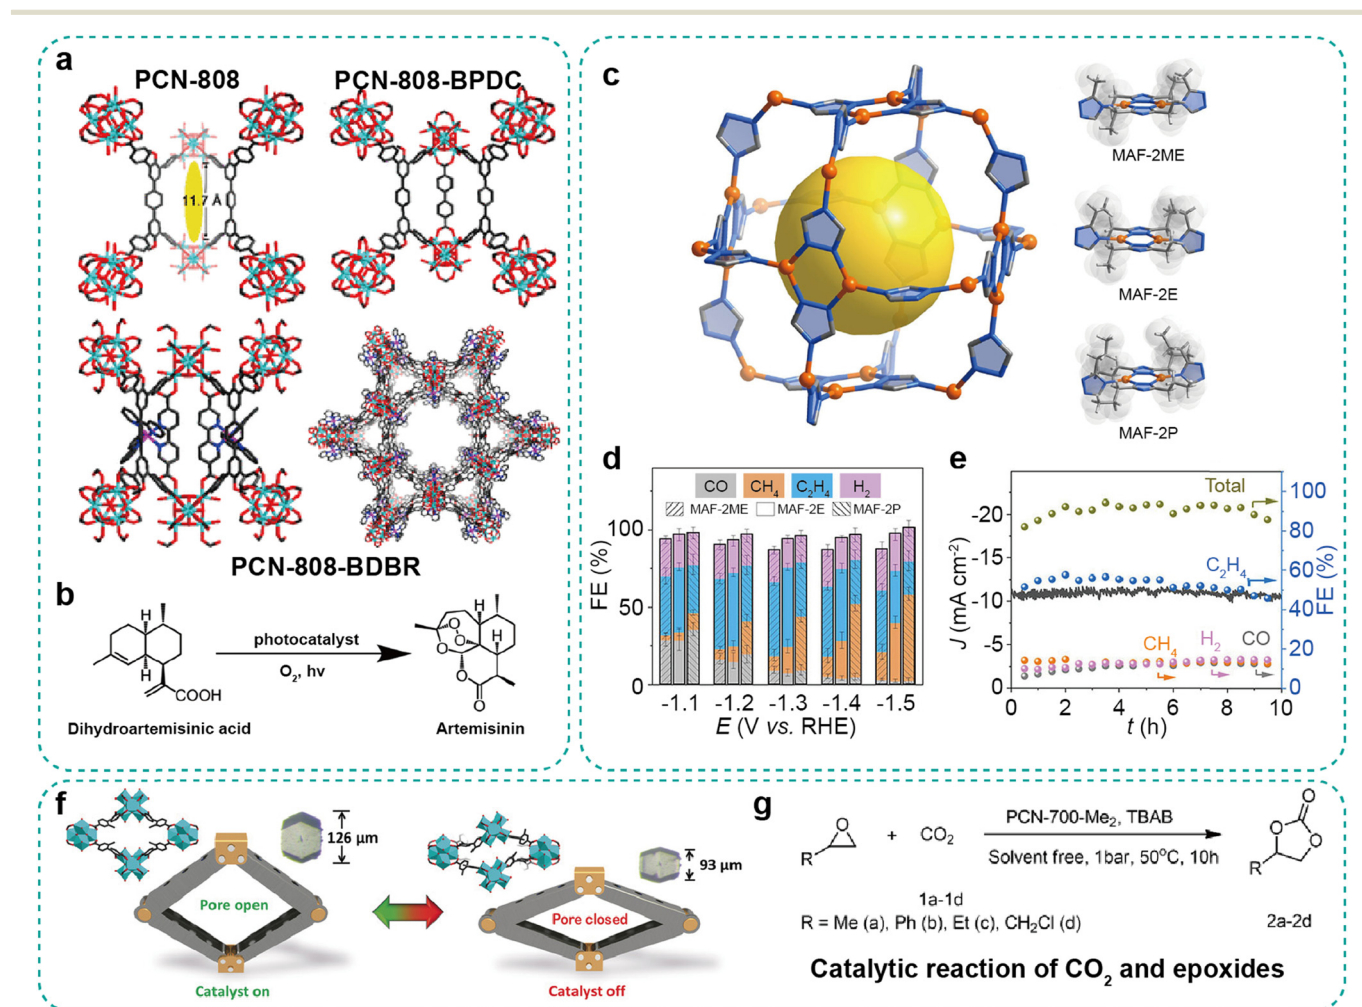 a
PCN-808
PCN-808-BPDC
11.7 Å
PCN-808-BDBR
b
photocatalyst
O₂, hv
COOH
H
H
Dihydroartemisinic acid
H
O
O
O
H
O
O
Artemisinin
c
MAF-2ME
MAF-2E
MAF-2P
d
CO CH₄ C₂H₄ H₂
MAF-2ME MAF-2E MAF-2P
100
50
0
FE (%)
-1.1 -1.2 -1.3 -1.4 -1.5
E (V vs. RHE)
e
Total
C₂H₄
CH₄ H₂ CO
-20
-15
-10
-5
0
J (mA cm⁻²)
100
80
60
40
20
0
FE (%)
0 2 4 6 8 10
t (h)
f
126 μm
Pore open
Catalyst on
93 μm
Pore closed
Catalyst off
g
R
O
+ CO₂
PCN-700-Me₂, TBAB
Solvent free, 1bar, 50°C, 10h
O
O
O
R
1a-1d
R = Me (a), Ph (b), Et (c), CH₂Cl (d)
2a-2d
Catalytic reaction of CO₂ and epoxides